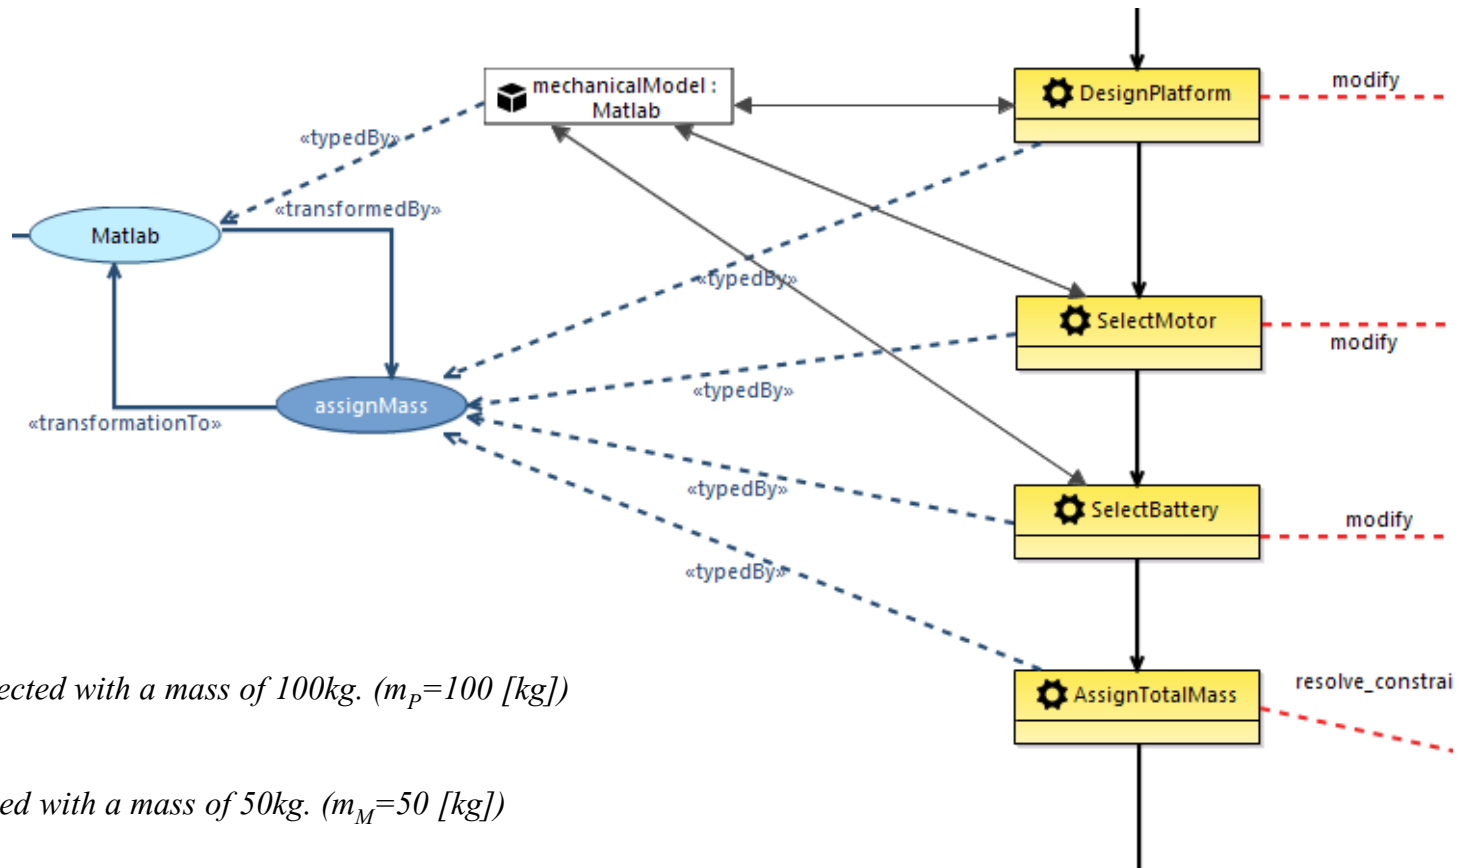 mechanicalModel :
Matlab
DesignPlatform
modify
«typedBy»
«transformedBy»
Matlab
«typedBy»
SelectMotor
modify
«typedBy»
assignMass
«transformationTo»
«typedBy»
SelectBattery
modify
«typedBy»
ected with a mass of 100kg. (mP=100 [kg])
AssignTotalMass
resolve_constrai
ed with a mass of 50kg. (mM=50 [kg])